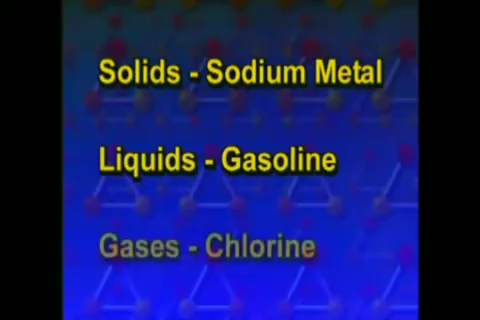 Solids - Sodium Metal
Liquids - Gasoline
Gases - Chlorine